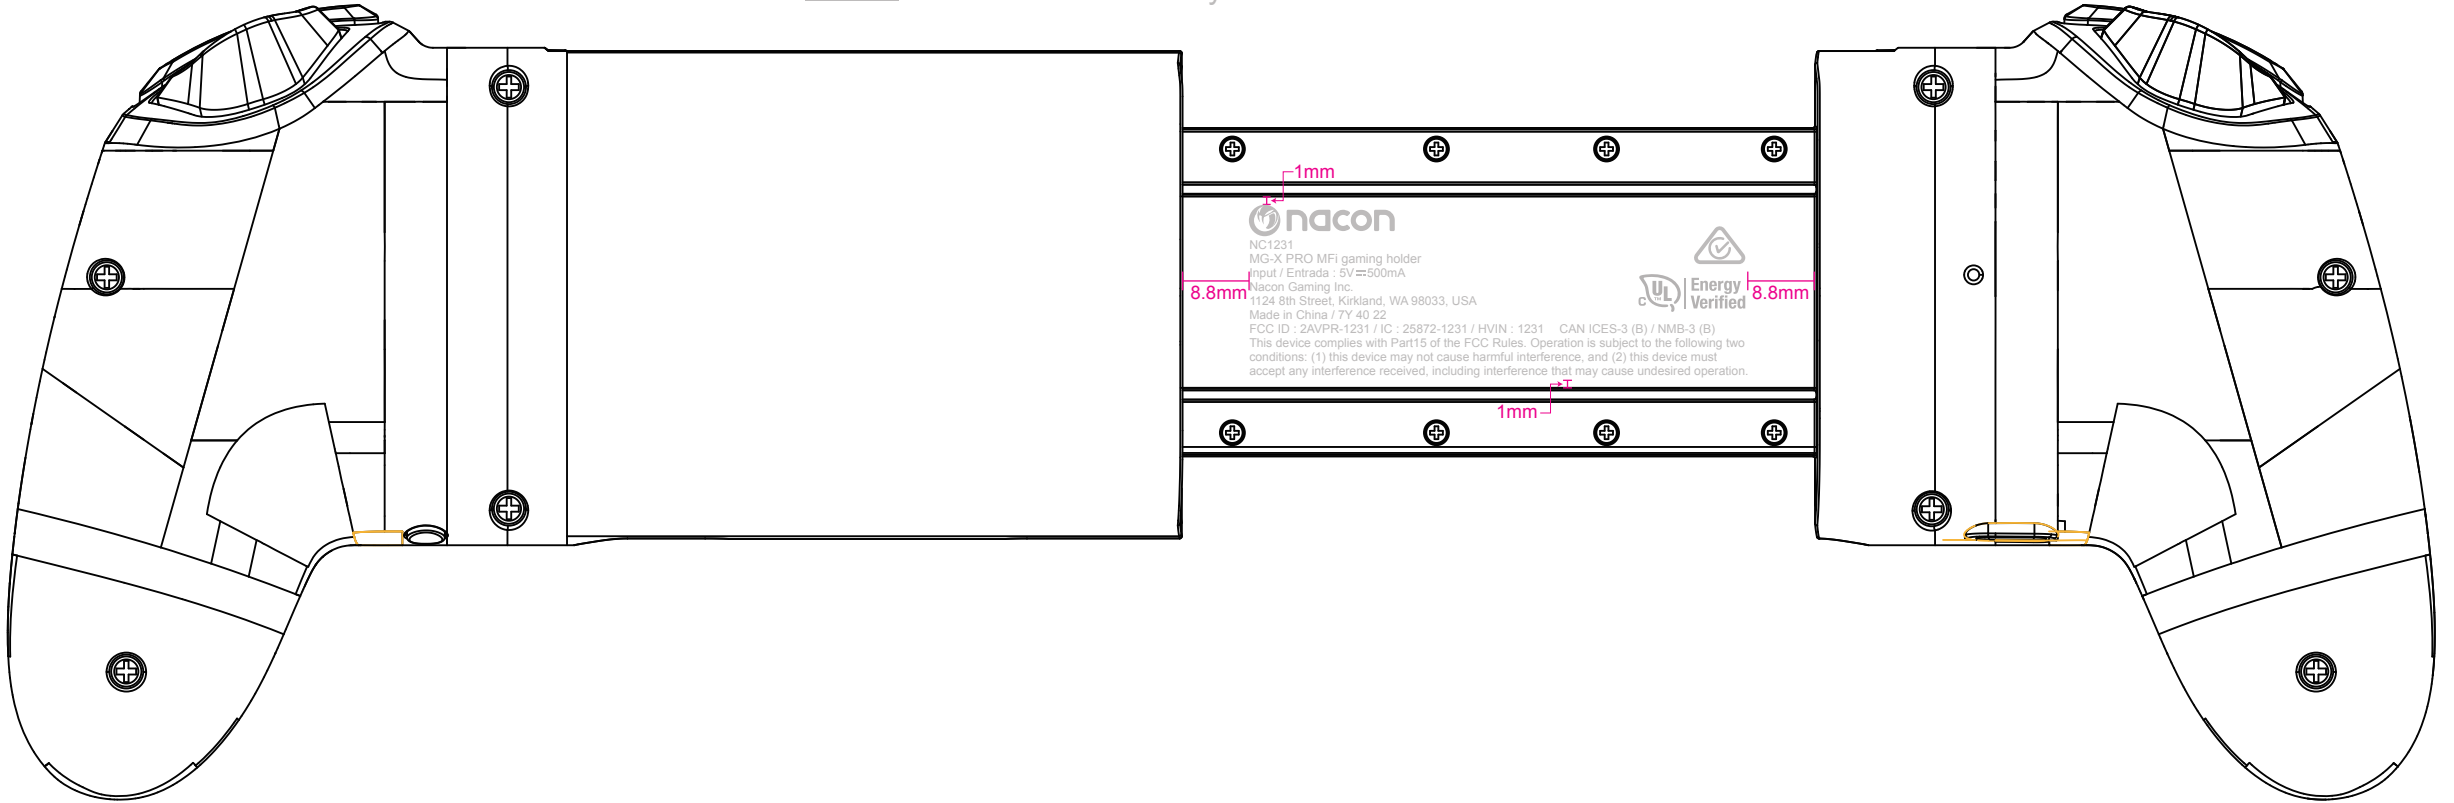 1mm
nacon
NC1231
MG-X PRO MFi gaming holder
Input / Entrada : 5V⎓500mA
Nacon Gaming Inc.
1124 8th Street, Kirkland, WA 98033, USA
Made in China / 7Y 40 22
FCC ID : 2AVPR-1231 / IC : 25872-1231 / HVIN : 1231 CAN ICES-3 (B) / NMB-3 (B)
This device complies with Part15 of the FCC Rules. Operation is subject to the following two
conditions: (1) this device may not cause harmful interference, and (2) this device must
accept any interference received, including interference that may cause undesired operation.
C UL ™ Energy
Verified
8.8mm
8.8mm
1mm